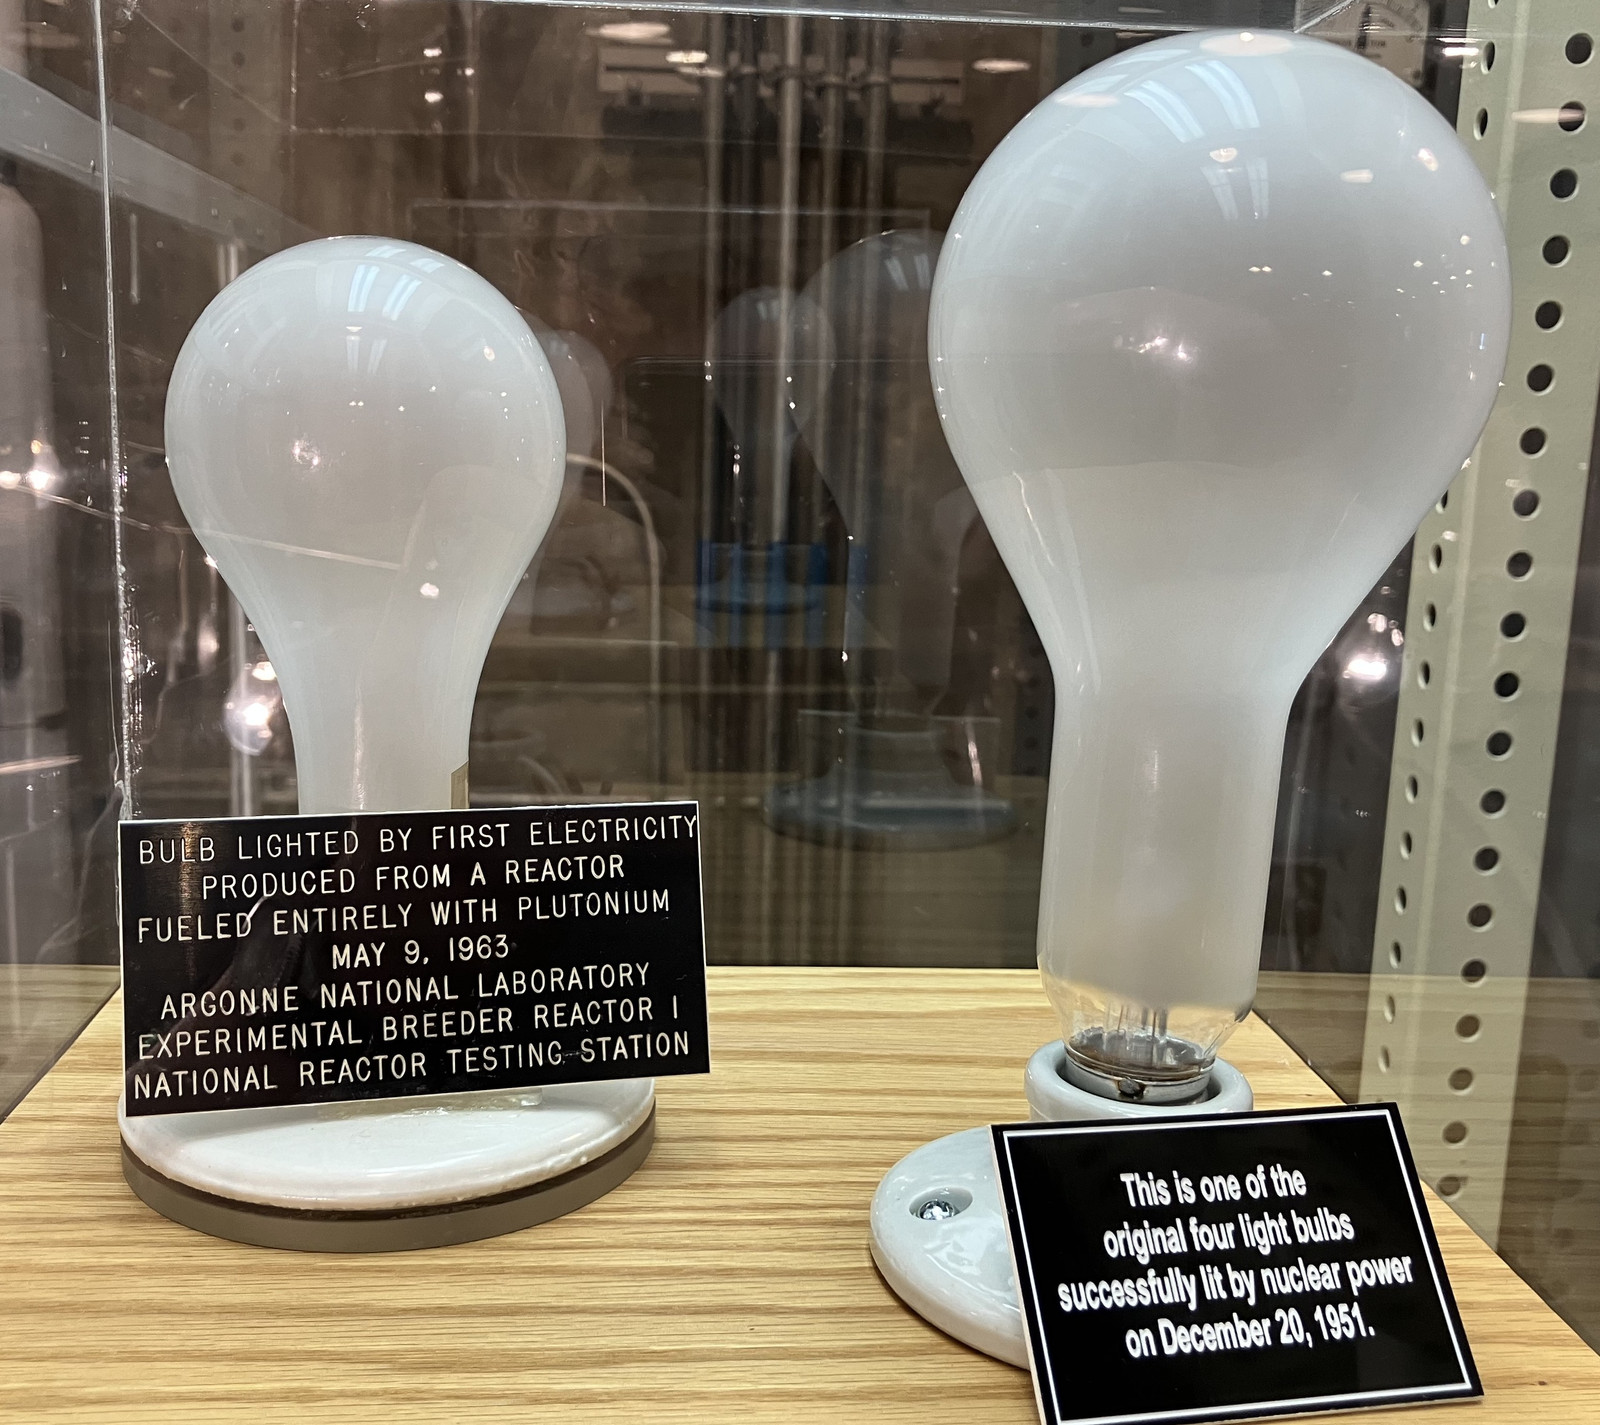 BULB LIGHTED BY FIRST ELECTRICITY
PRODUCED FROM A REACTOR
FUELED ENTIRELY WITH PLUTONIUM
MAY 9, 1963
ARGONNE NATIONAL LABORATORY
EXPERIMENTAL BREEDER REACTOR I
NATIONAL REACTOR TESTING STATION
This is one of the
original four light bulbs
successfully lit by nuclear power
on December 20, 1951.